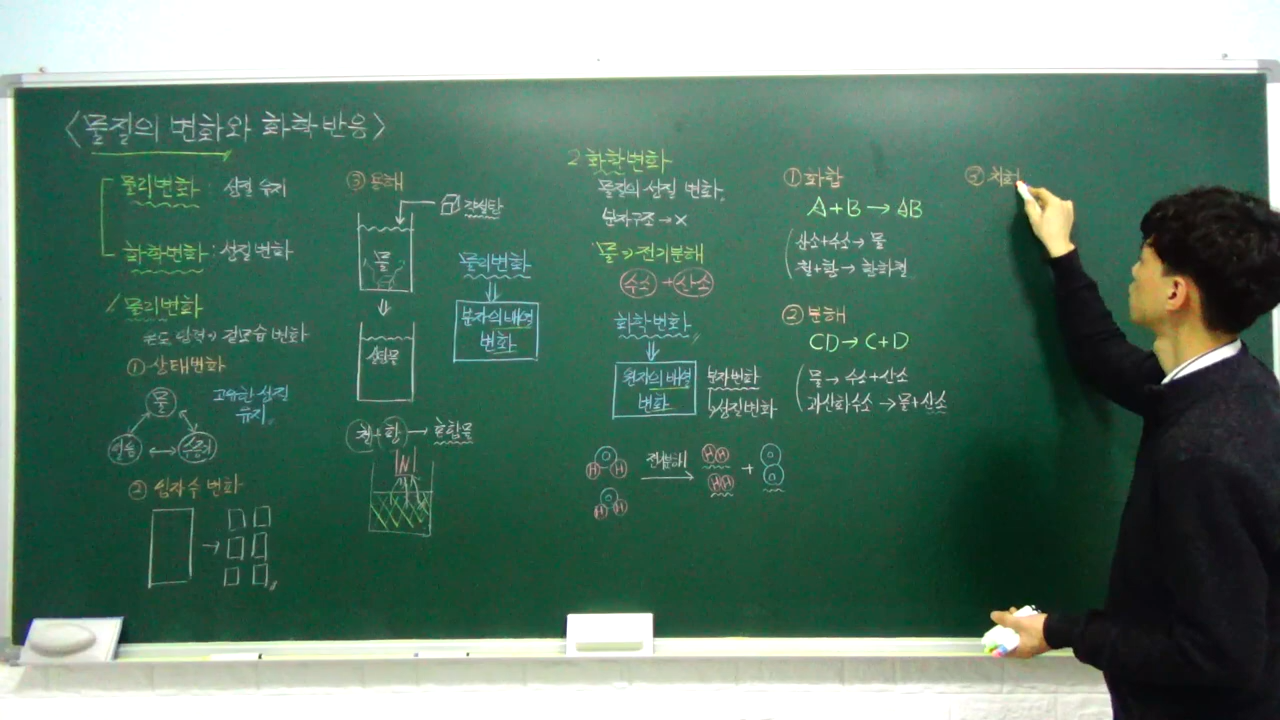 <물질의 변화와 화학반응>
물리변화 : 성질 유지
화학변화 : 성질변화
1 물리변화
온도 압력 → 겉모습 변화
① 상태변화
물
얼음
수증기
고유한 성질
유지
② 입자수 변화
③ 용해
각설탕
물
설탕물
물리변화
분자의 배열
변화
철+황 → 혼합물
N
2 화학변화
물질의 성질 변화
분자구조 → X
물 → 전기분해
수소 + 산소
화학변화
원자의 배열
변화
분자변화
성질변화
O
H H
O
H H
전기분해
H H
H H
+
O
O
① 화합
A+B → AB
산소+수소 → 물
철+황 → 황화철
② 분해
CD → C+D
물 → 수소+산소
과산화수소 → 물+산소
③ 치환